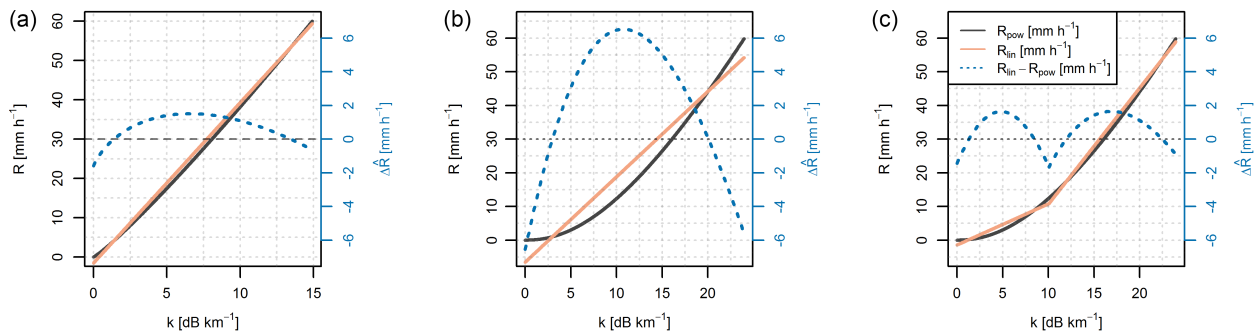 (a)
R [mm h⁻¹]
60
50
40
30
20
10
0
0 5 10 15
k [dB km⁻¹]
6
4
2
0
-2
-4
-6
ΔR̂ [mm h⁻¹]
(b)
R [mm h⁻¹]
60
50
40
30
20
10
0
0 5 10 15 20
k [dB km⁻¹]
6
4
2
0
-2
-4
-6
ΔR̂ [mm h⁻¹]
(c)
R [mm h⁻¹]
60
50
40
30
20
10
0
R_pow [mm h⁻¹]
R_lin [mm h⁻¹]
R_lin − R_pow [mm h⁻¹]
0 5 10 15 20
k [dB km⁻¹]
6
4
2
0
-2
-4
-6
ΔR̂ [mm h⁻¹]